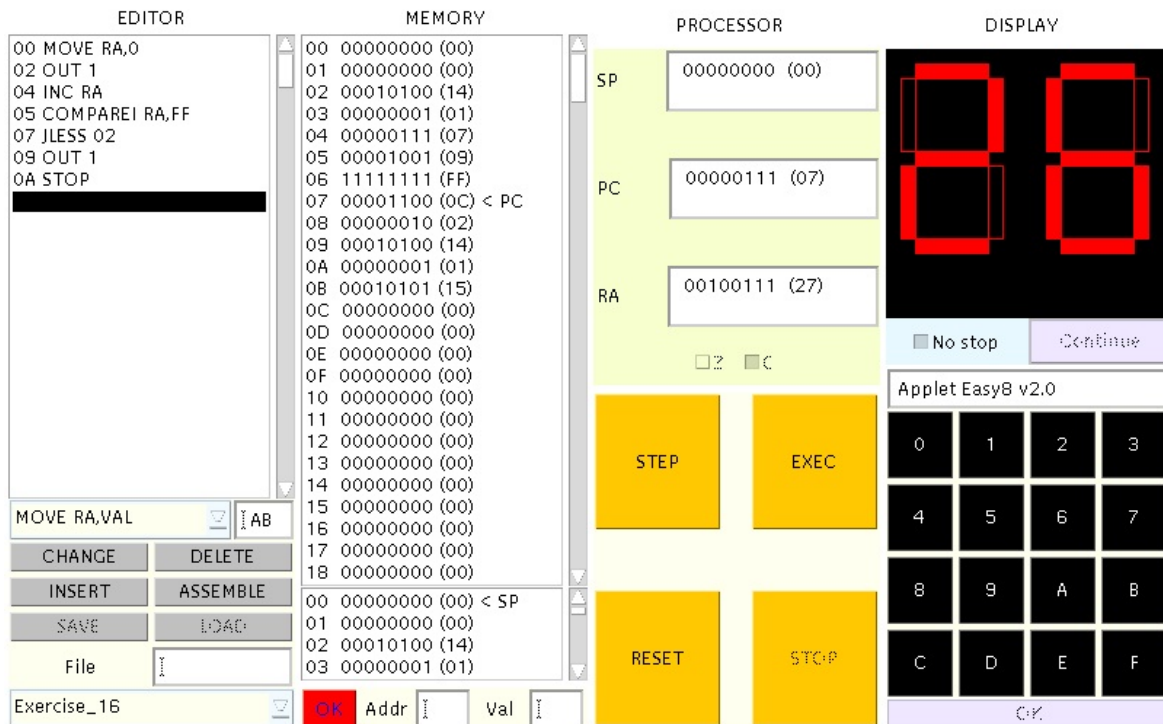 EDITOR
00 MOVE RA,0
02 OUT 1
04 INC RA
05 COMPAREI RA,FF
07 JLESS 02
09 OUT 1
0A STOP
MOVE RA,VAL
AB
CHANGE
DELETE
INSERT
ASSEMBLE
SAVE
LOAD
File
Exercise_16
MEMORY
00 00000000 (00)
01 00000000 (00)
02 00010100 (14)
03 00000001 (01)
04 00000111 (07)
05 00001001 (09)
06 11111111 (FF)
07 00001100 (0C) < PC
08 00000010 (02)
09 00010100 (14)
0A 00000001 (01)
0B 00010101 (15)
0C 00000000 (00)
0D 00000000 (00)
0E 00000000 (00)
0F 00000000 (00)
10 00000000 (00)
11 00000000 (00)
12 00000000 (00)
13 00000000 (00)
14 00000000 (00)
15 00000000 (00)
16 00000000 (00)
17 00000000 (00)
18 00000000 (00)
00 00000000 (00) < SP
01 00000000 (00)
02 00010100 (14)
03 00000001 (01)
OK Addr Val
PROCESSOR
SP 00000000 (00)
PC 00000111 (07)
RA 00100111 (27)
Z C
STEP EXEC
RESET STOP
DISPLAY
26
No stop Continue
Applet Easy8 v2.0
0 1 2 3
4 5 6 7
8 9 A B
C D E F
OK